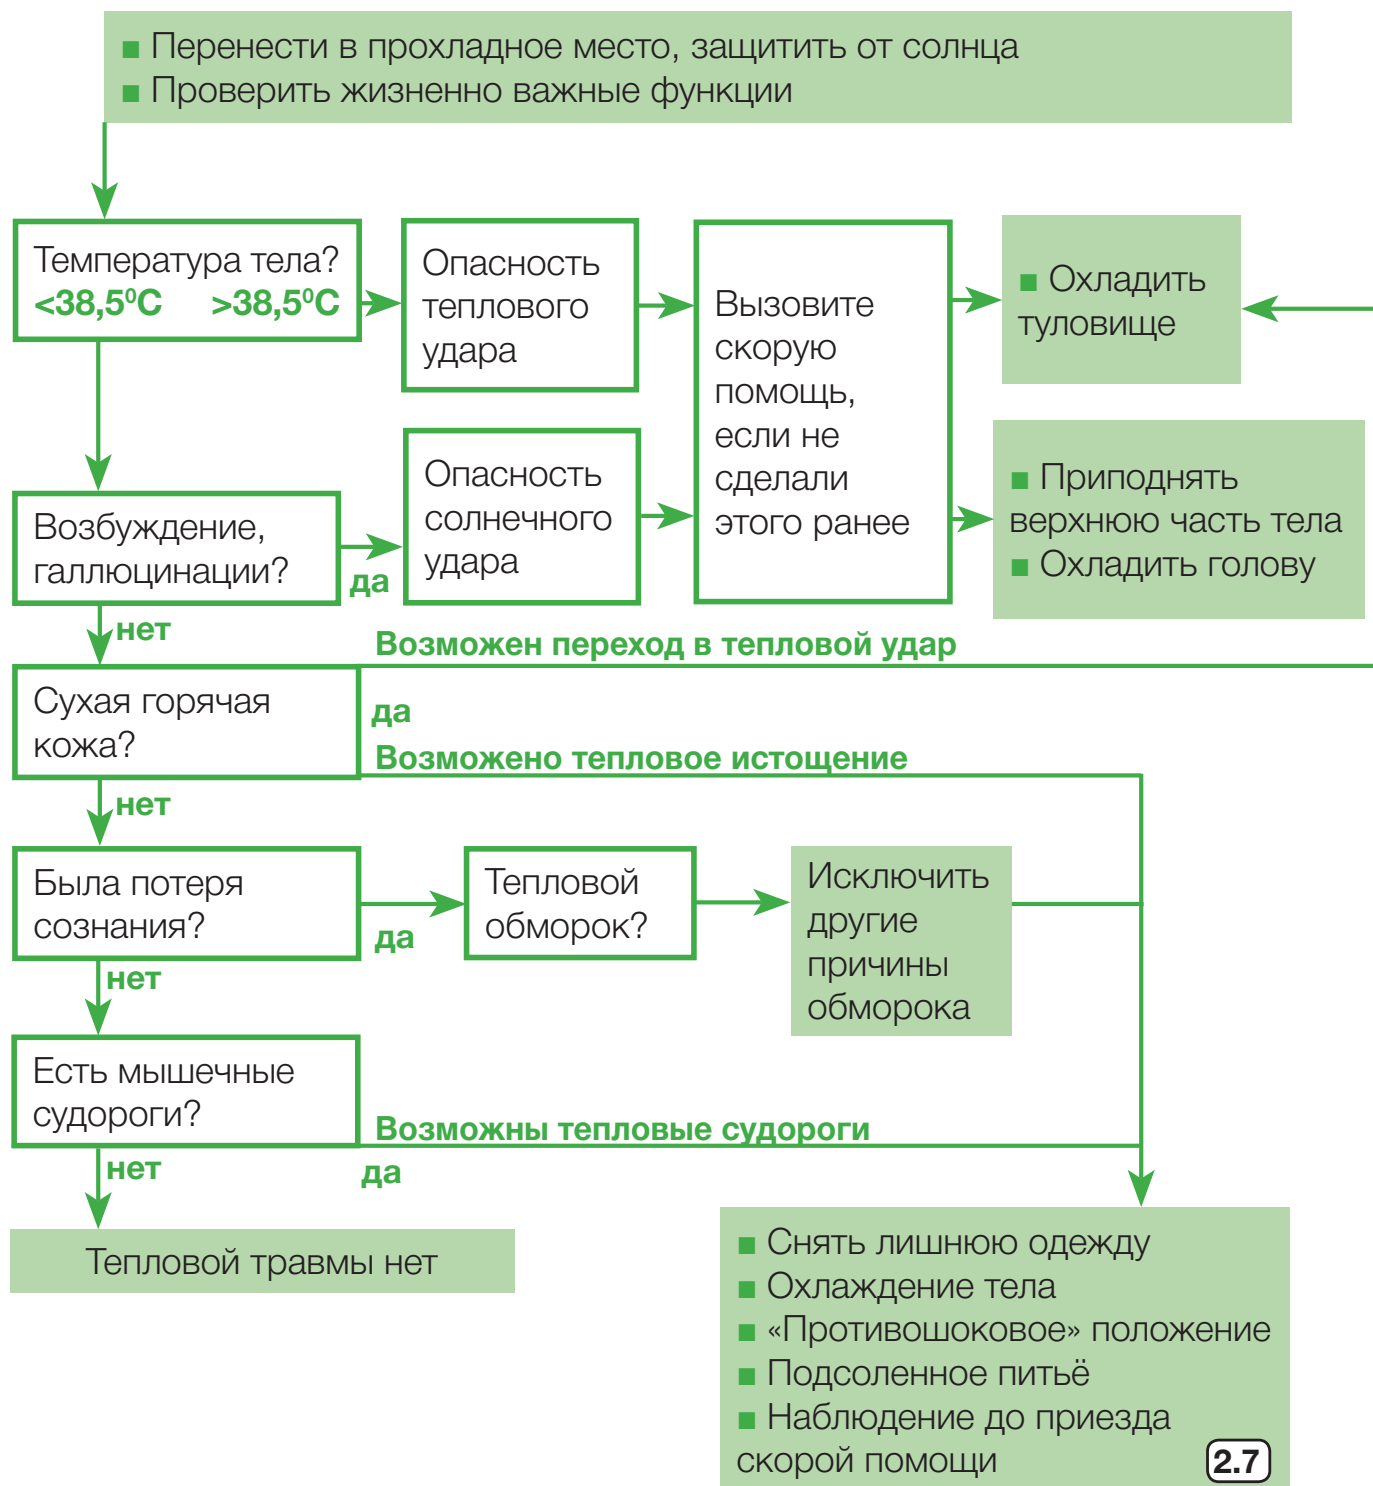 ■ Перенести в прохладное место, защитить от солнца
■ Проверить жизненно важные функции
Температура тела?
<38,5⁰C >38,5⁰C
Опасность
теплового
удара
Вызовите
скорую
помощь,
если не
сделали
этого ранее
■ Охладить
туловище
Возбуждение,
галлюцинации?
да
нет
Опасность
солнечного
удара
■ Приподнять
верхнюю часть тела
■ Охладить голову
Возможен переход в тепловой удар
Сухая горячая
кожа?
да
Возможено тепловое истощение
нет
Была потеря
сознания?
да
нет
Тепловой
обморок?
Исключить
другие
причины
обморока
Есть мышечные
судороги?
Возможны тепловые судороги
нет
да
Тепловой травмы нет
■ Снять лишнюю одежду
■ Охлаждение тела
■ «Противошоковое» положение
■ Подсоленное питьё
■ Наблюдение до приезда
скорой помощи
2.7